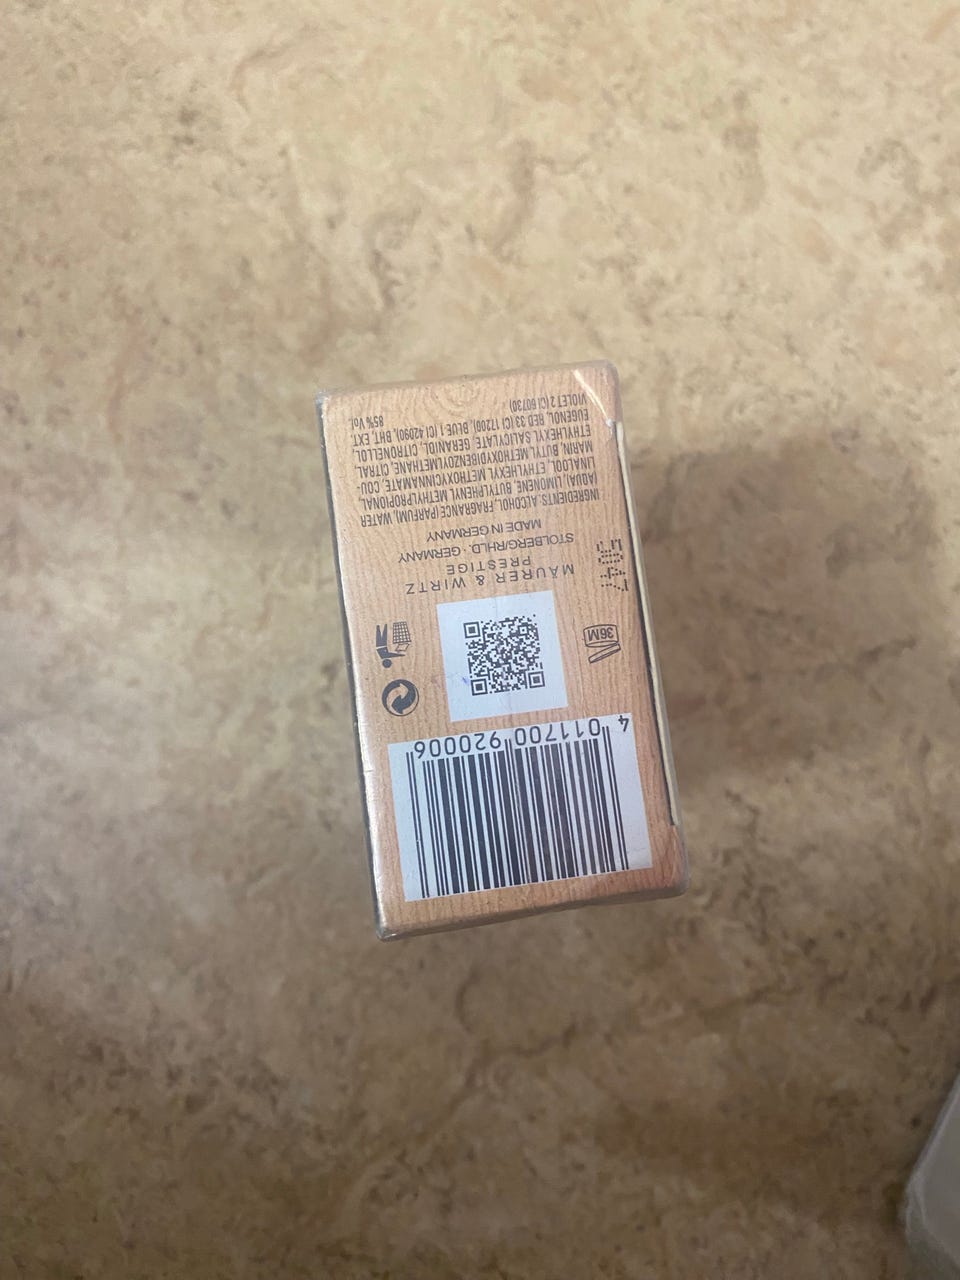 INGREDIENTS: ALCOHOL, FRAGRANCE (PARFUM), WATER
(AQUA), LIMONENE, BUTYLPHENYL METHYLPROPIONAL,
LINALOOL, ETHYLHEXYL METHOXYCINNAMATE, COU-
MARIN, BUTYL METHOXYDIBENZOYLMETHANE, CITRAL,
ETHYLHEXYL SALICYLATE, GERANIOL, CITRONELLOL,
EUGENOL, RED 33 (CI 17200), BLUE 1 (CI 42090), BHT, EXT.
VIOLET 2 (CI 60730)
85% Vol.
MÄURER & WIRTZ
PRESTIGE
STOLBERG/RHLD. · GERMANY
MADE IN GERMANY
36M
4 011700 920006